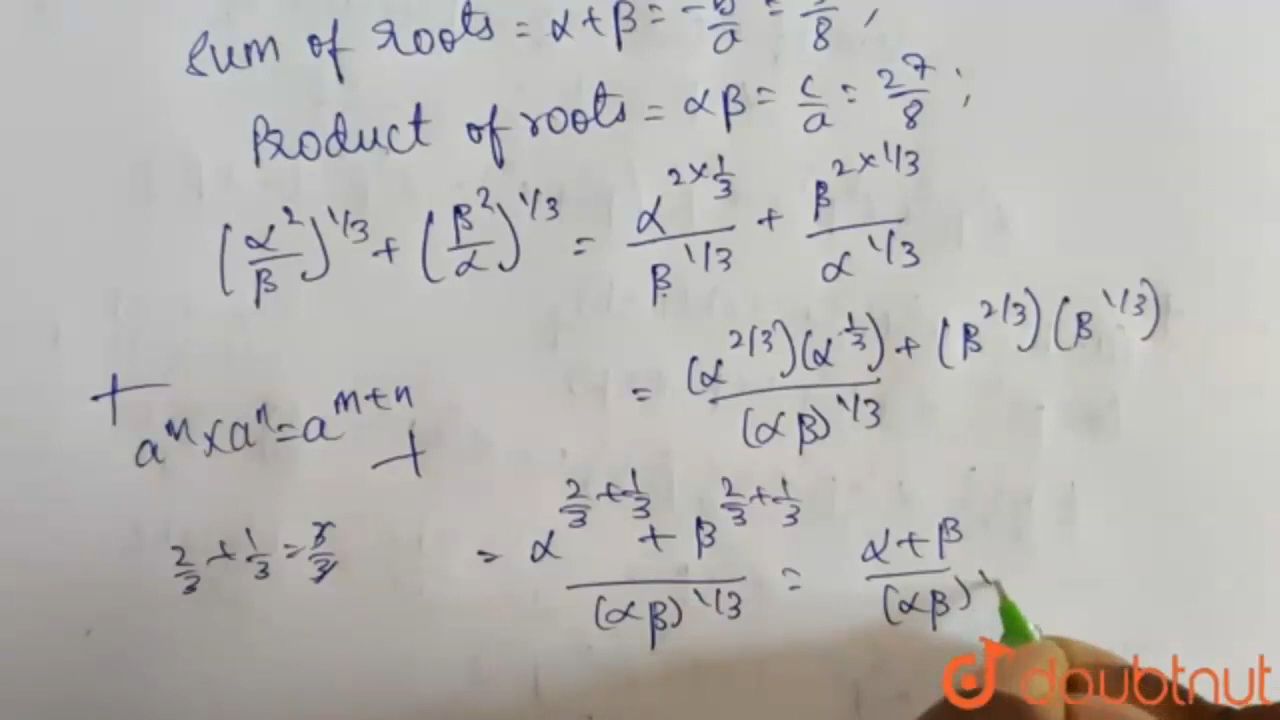 Sum of roots = α+β = -b/a = /8 ,
Product of roots = αβ = c/a = 27/8 ;
(α²/β)^1/3 + (β²/α)^1/3 = α^2×1/3 / β^1/3 + β^2×1/3 / α^1/3
= (α^2/3)(α^1/3) + (β^2/3)(β^1/3) / (αβ)^1/3
a^m × a^n = a^m+n
2/3 + 1/3 = 3/3
= α^2/3+1/3 + β^2/3+1/3 / (αβ)^1/3 = α+β / (αβ)^1
doubtnut